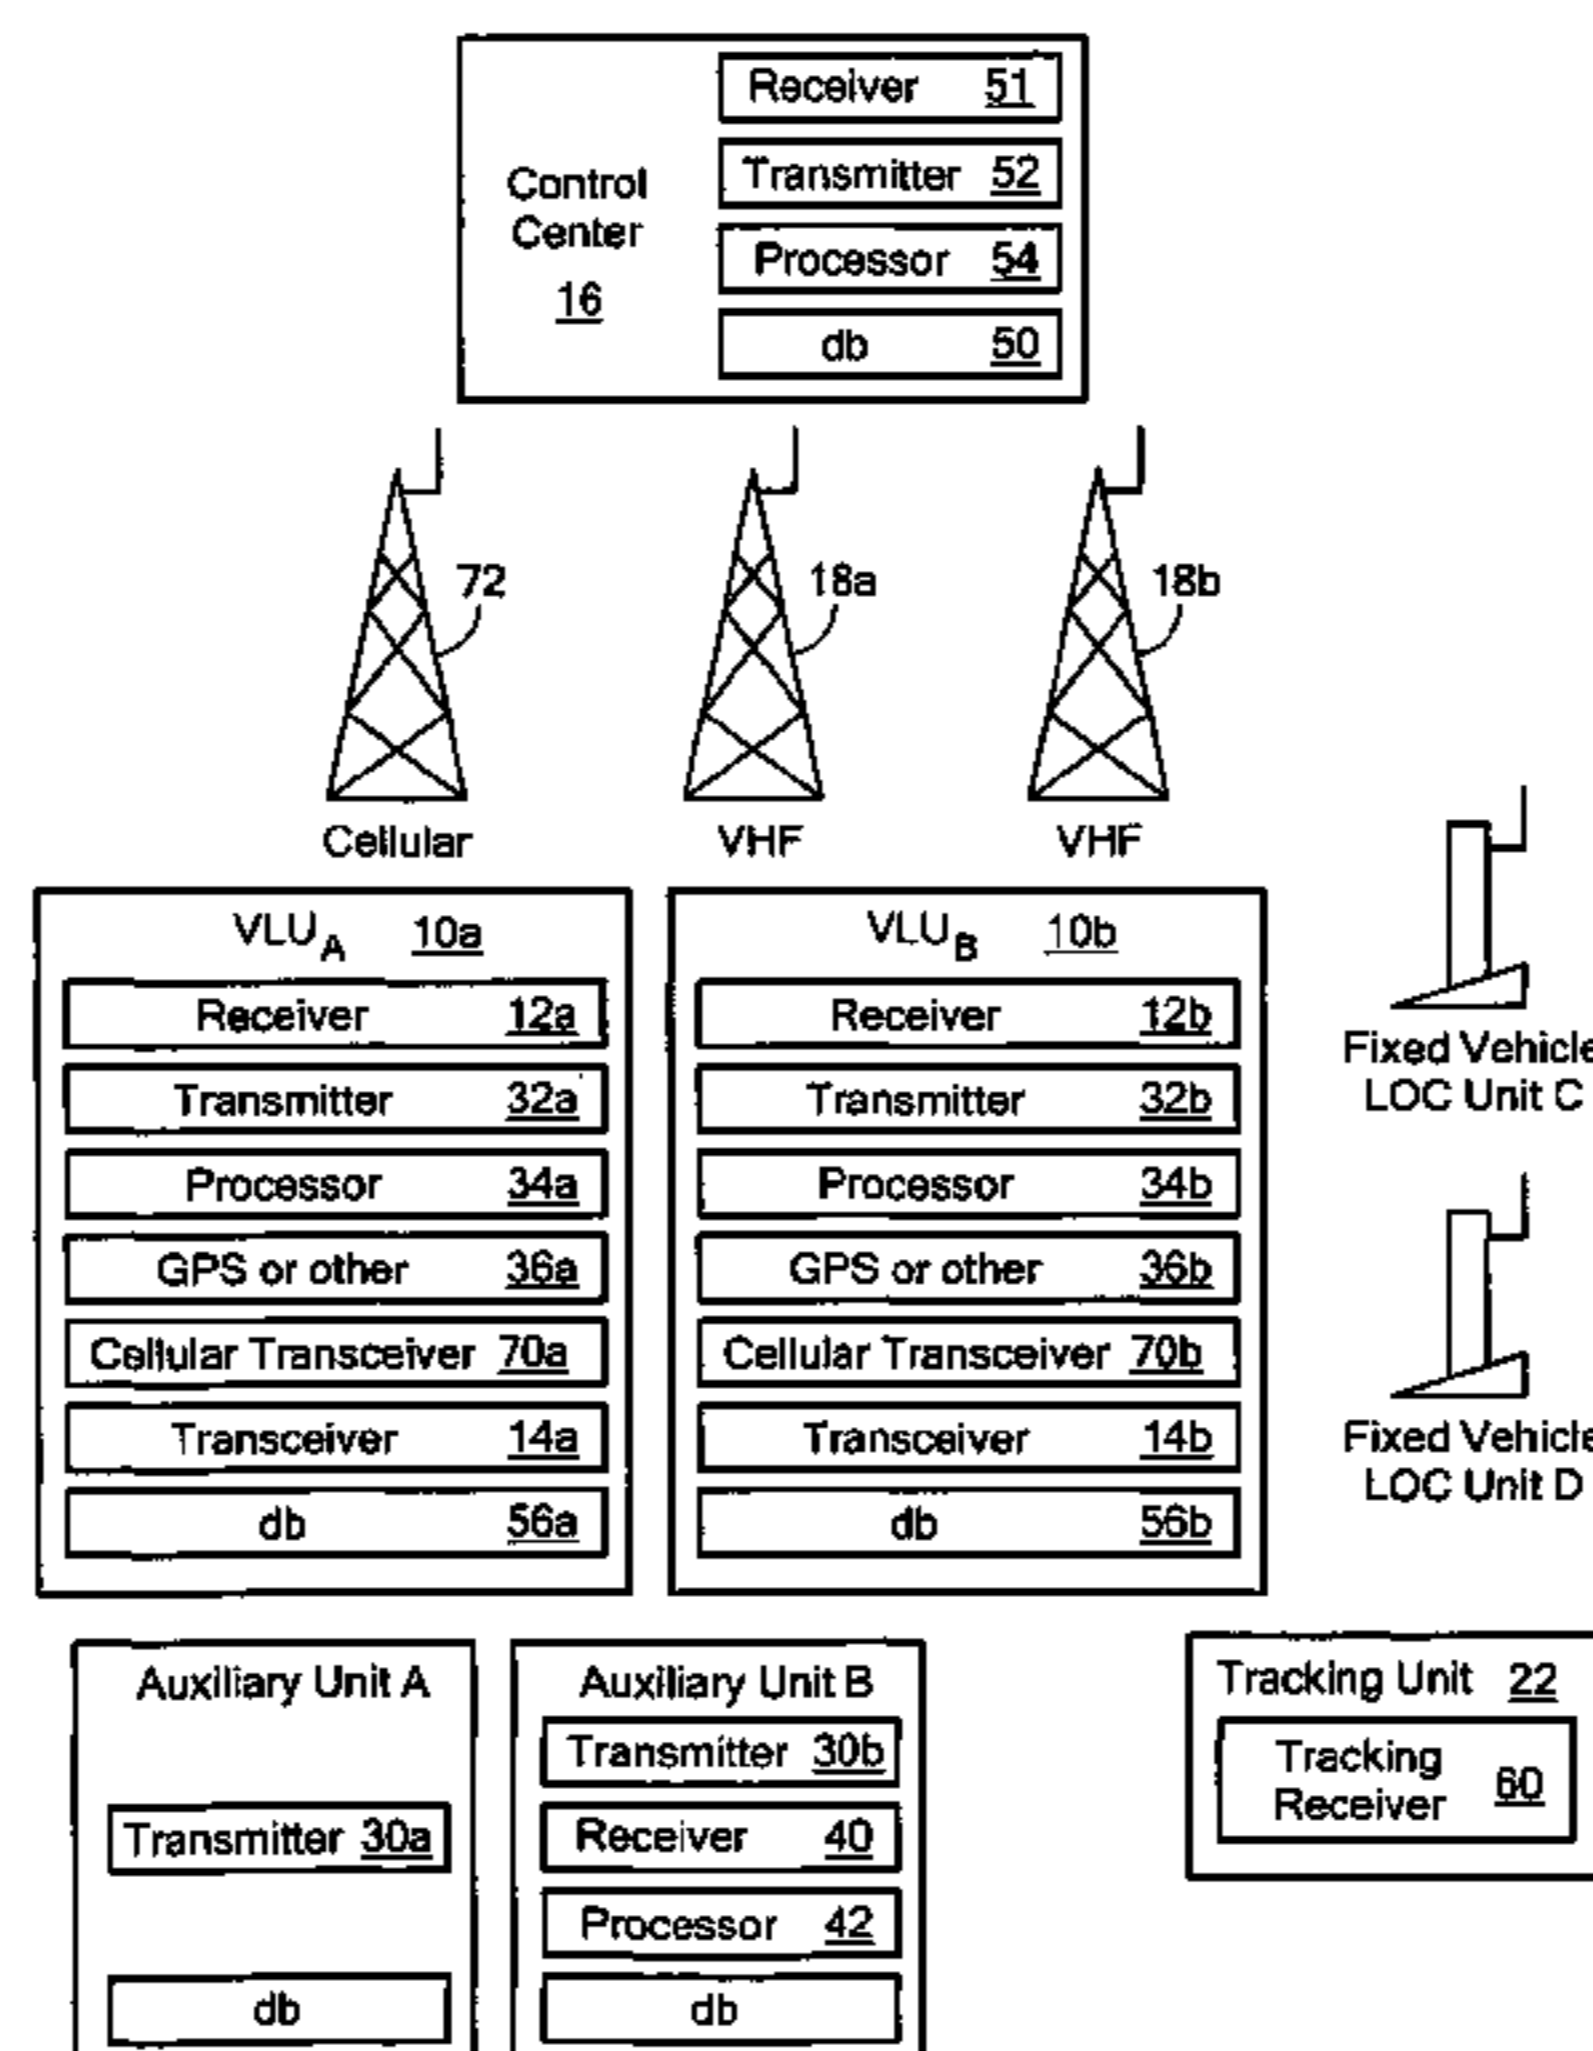 Receiver 51
Control
Center
16
Transmitter 52
Processor 54
db 50
72
18a
18b
Cellular
VHF
VHF
VLU A 10a
Receiver 12a
Transmitter 32a
Processor 34a
GPS or other 36a
Cellular Transceiver 70a
Transceiver 14a
db 56a
VLU B 10b
Receiver 12b
Transmitter 32b
Processor 34b
GPS or other 36b
Cellular Transceiver 70b
Transceiver 14b
db 56b
Fixed Vehicle
LOC Unit C
Fixed Vehicle
LOC Unit D
Auxiliary Unit A
Transmitter 30a
db
Auxiliary Unit B
Transmitter 30b
Receiver 40
Processor 42
db
Tracking Unit 22
Tracking
Receiver 60